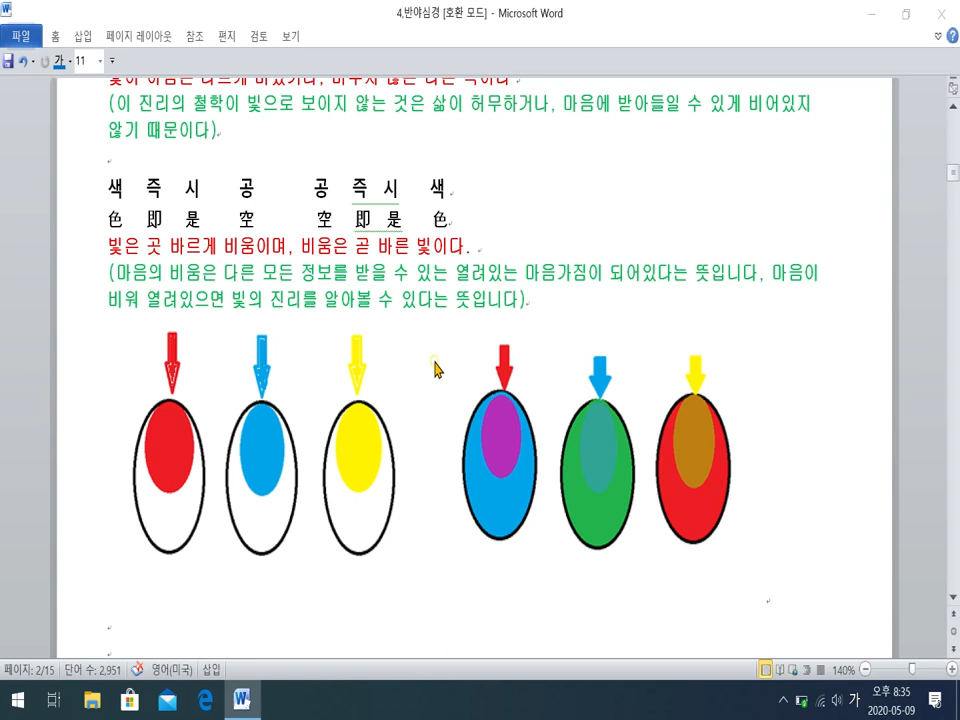 4,반야심경 [호환 모드] - Microsoft Word
파일 홈 삽입 페이지 레이아웃 참조 편지 검토 보기
가 11
(이 진리의 철학이 빛으로 보이지 않는 것은 삶이 허무하거나, 마음에 받아들일 수 있게 비어있지
않기 때문이다)
색 즉 시 공 공 즉 시 색
色 即 是 空 空 即 是 色
빛은 곳 바르게 비움이며, 비움은 곧 바른 빛이다.
(마음의 비움은 다른 모든 정보를 받을 수 있는 열려있는 마음가짐이 되어있다는 뜻입니다, 마음이
비워 열려있으면 빛의 진리를 알아볼 수 있다는 뜻입니다)
페이지: 2/15 단어 수: 2,951 영어(미국) 삽입 140%
가 오후 8:35
2020-05-09